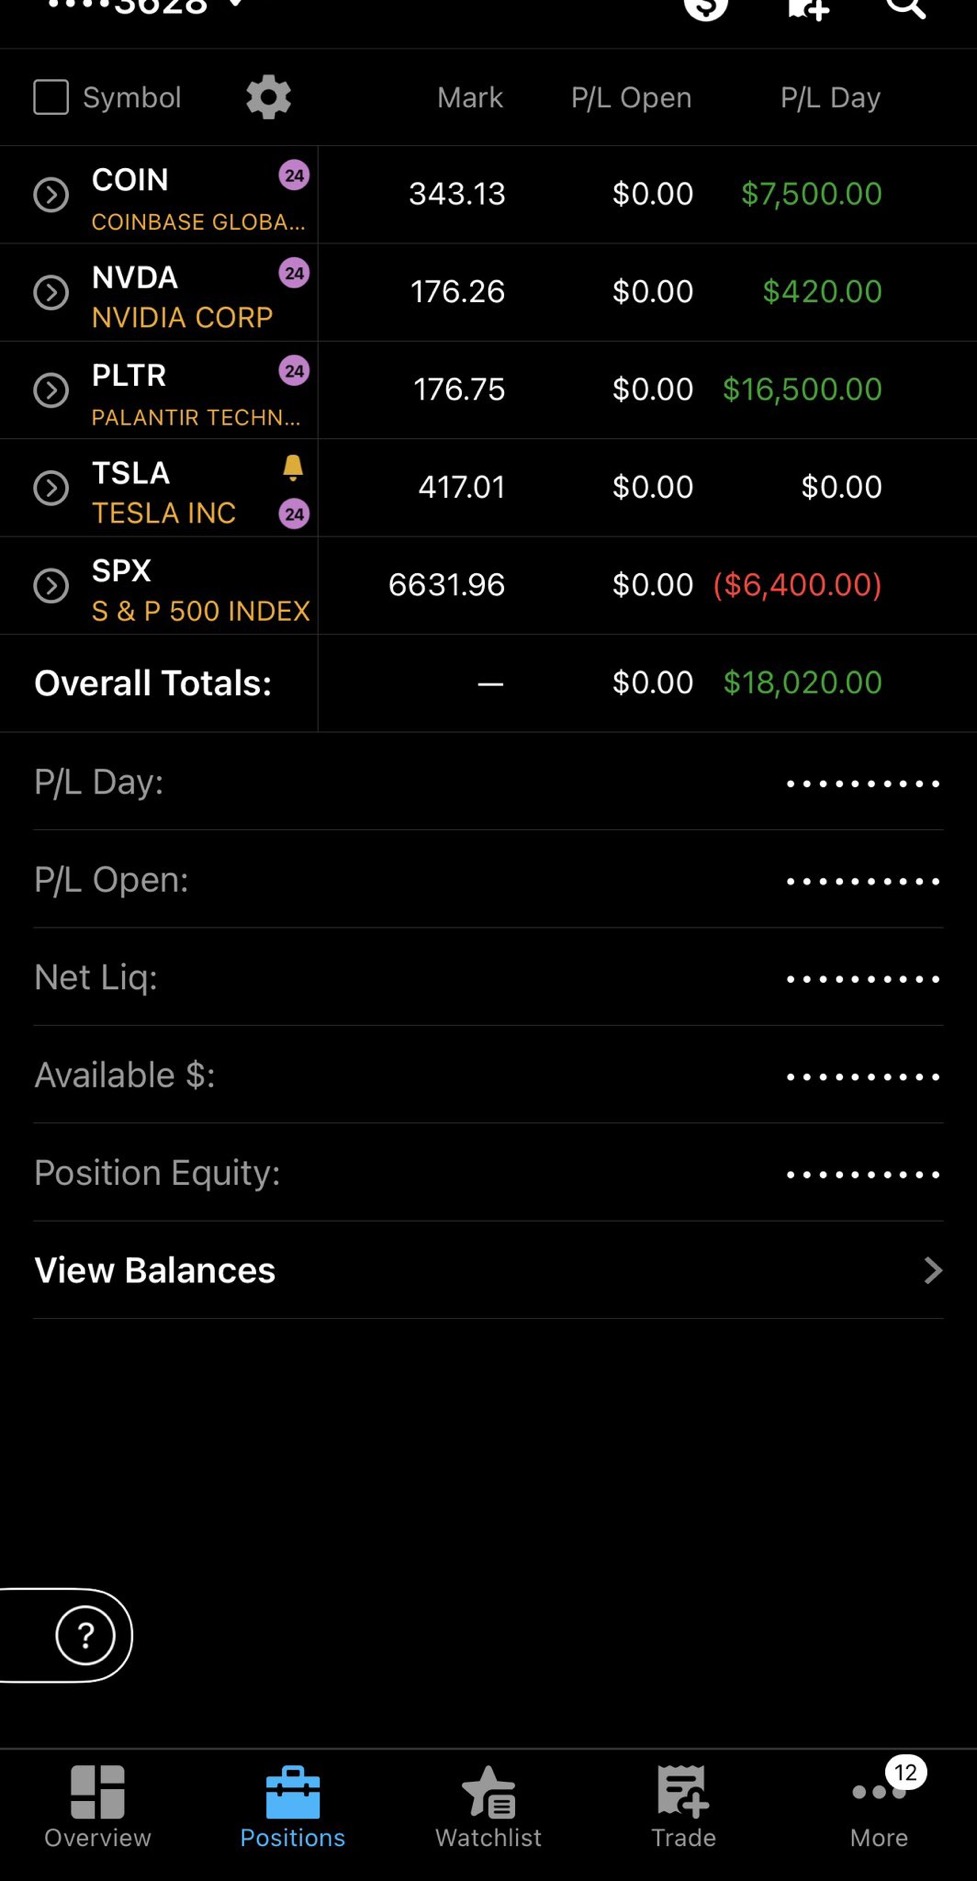 ••••3628
Symbol Mark P/L Open P/L Day
COIN 24 343.13 $0.00 $7,500.00
COINBASE GLOBA...
NVDA 24 176.26 $0.00 $420.00
NVIDIA CORP
PLTR 24 176.75 $0.00 $16,500.00
PALANTIR TECHN...
TSLA 417.01 $0.00 $0.00
TESLA INC 24
SPX 6631.96 $0.00 ($6,400.00)
S & P 500 INDEX
Overall Totals: — $0.00 $18,020.00
P/L Day: ••••••••••
P/L Open: ••••••••••
Net Liq: ••••••••••
Available $: ••••••••••
Position Equity: ••••••••••
View Balances
?
12
Overview Positions Watchlist Trade More